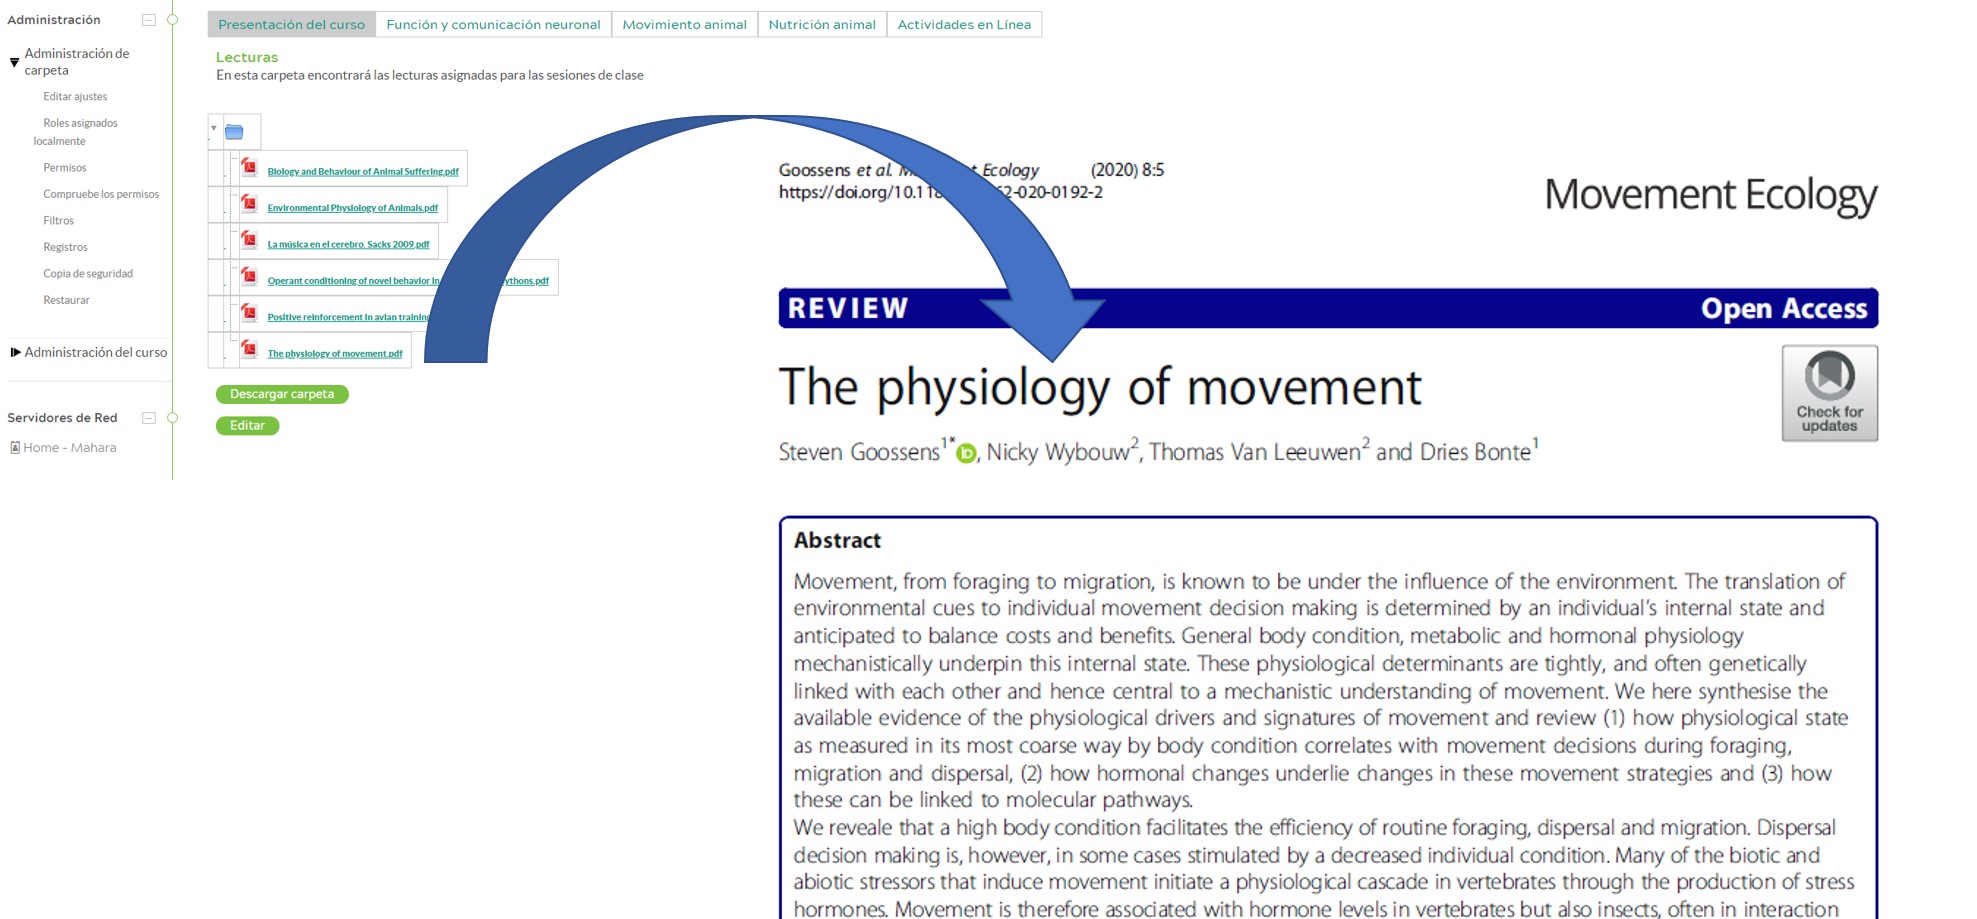 Administración
Administración de
carpeta
Editar ajustes
Roles asignados
localmente
Permisos
Compruebe los permisos
Filtros
Registros
Copia de seguridad
Restaurar
Administración del curso
Servidores de Red
Home - Mahara
Presentación del curso
Función y comunicación neuronal
Movimiento animal
Nutrición animal
Actividades en Línea
Lecturas
En esta carpeta encontrará las lecturas asignadas para las sesiones de clase
Biology and Behaviour of Animal Suffering.pdf
Environmental Physiology of Animals.pdf
La música en el cerebro. Sacks 2009.pdf
Operant conditioning of novel behavior in ythons.pdf
Positive reinforcement in avian training
The physiology of movement.pdf
Descargar carpeta
Editar
Goossens et al. Ecology (2020) 8:5
https://doi.org/10.118 2-020-0192-2
Movement Ecology
REVIEW Open Access
The physiology of movement
Check for
updates
Steven Goossens1* iD, Nicky Wybouw2, Thomas Van Leeuwen2 and Dries Bonte1
Abstract
Movement, from foraging to migration, is known to be under the influence of the environment. The translation of
environmental cues to individual movement decision making is determined by an individual's internal state and
anticipated to balance costs and benefits. General body condition, metabolic and hormonal physiology
mechanistically underpin this internal state. These physiological determinants are tightly, and often genetically
linked with each other and hence central to a mechanistic understanding of movement. We here synthesise the
available evidence of the physiological drivers and signatures of movement and review (1) how physiological state
as measured in its most coarse way by body condition correlates with movement decisions during foraging,
migration and dispersal, (2) how hormonal changes underlie changes in these movement strategies and (3) how
these can be linked to molecular pathways.
We reveale that a high body condition facilitates the efficiency of routine foraging, dispersal and migration. Dispersal
decision making is, however, in some cases stimulated by a decreased individual condition. Many of the biotic and
abiotic stressors that induce movement initiate a physiological cascade in vertebrates through the production of stress
hormones. Movement is therefore associated with hormone levels in vertebrates but also insects, often in interaction